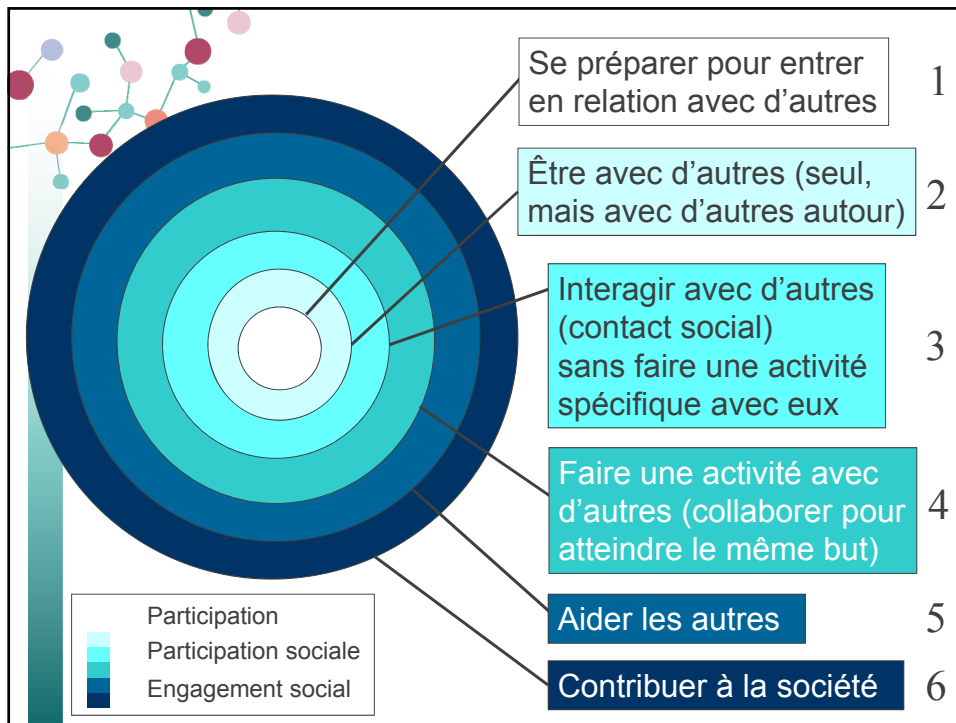 Se préparer pour entrer
en relation avec d'autres
1
Être avec d'autres (seul,
mais avec d'autres autour)
2
Interagir avec d'autres
(contact social)
sans faire une activité
spécifique avec eux
3
Faire une activité avec
d'autres (collaborer pour
atteindre le même but)
4
Aider les autres
5
Contribuer à la société
6
Participation
Participation sociale
Engagement social